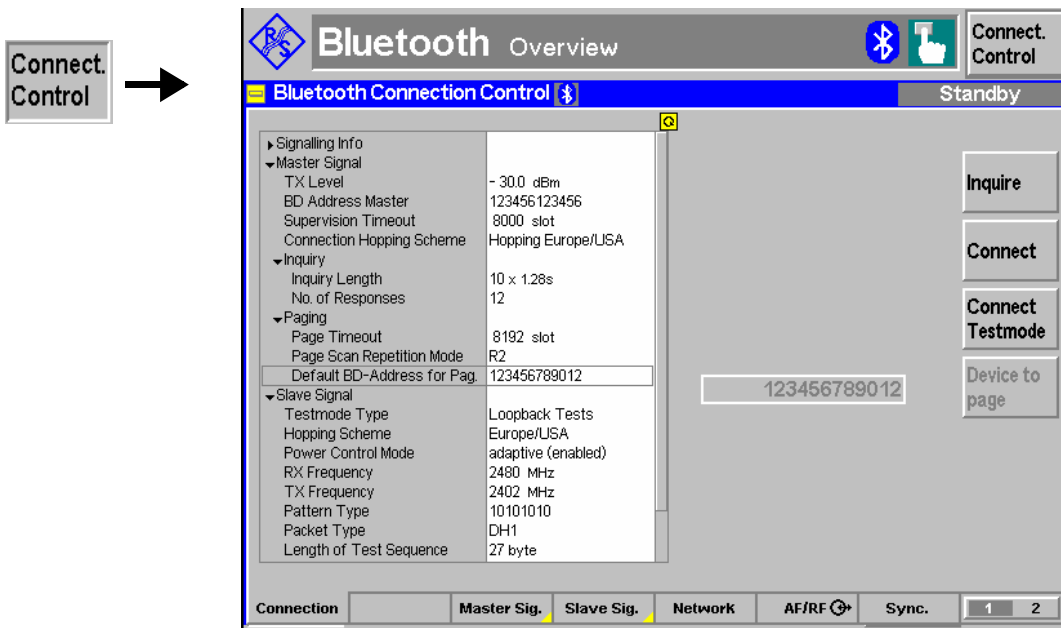 Connect.
Control
R S
Bluetooth Overview
Connect.
Control
Bluetooth Connection Control
Standby
Signalling Info
Master Signal
TX Level - 30.0 dBm
BD Address Master 123456123456
Supervision Timeout 8000 slot
Connection Hopping Scheme Hopping Europe/USA
Inquiry
Inquiry Length 10 x 1.28s
No. of Responses 12
Paging
Page Timeout 8192 slot
Page Scan Repetition Mode R2
Default BD-Address for Pag. 123456789012
Slave Signal
Testmode Type Loopback Tests
Hopping Scheme Europe/USA
Power Control Mode adaptive (enabled)
RX Frequency 2480 MHz
TX Frequency 2402 MHz
Pattern Type 10101010
Packet Type DH1
Length of Test Sequence 27 byte
123456789012
Inquire
Connect
Connect
Testmode
Device to
page
Connection Master Sig. Slave Sig. Network AF/RF Sync. 1 2